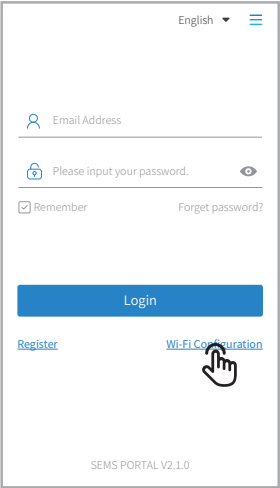 English
Email Address
Please input your password.
Remember Forget password?
Login
Register Wi-Fi Configuration
SEMS PORTAL V2.1.0